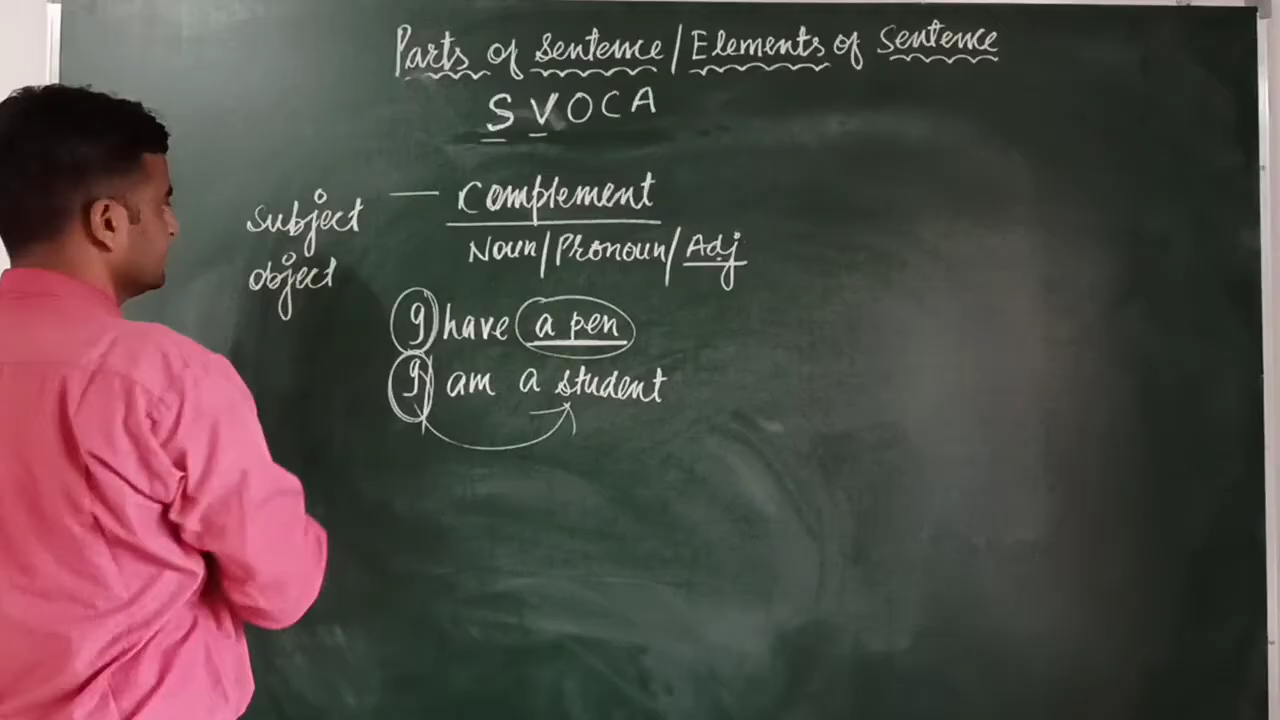 Parts of Sentence / Elements of Sentence
S V O C A
subject — Complement
object
Noun/Pronoun/Adj
I have a pen
I am a student